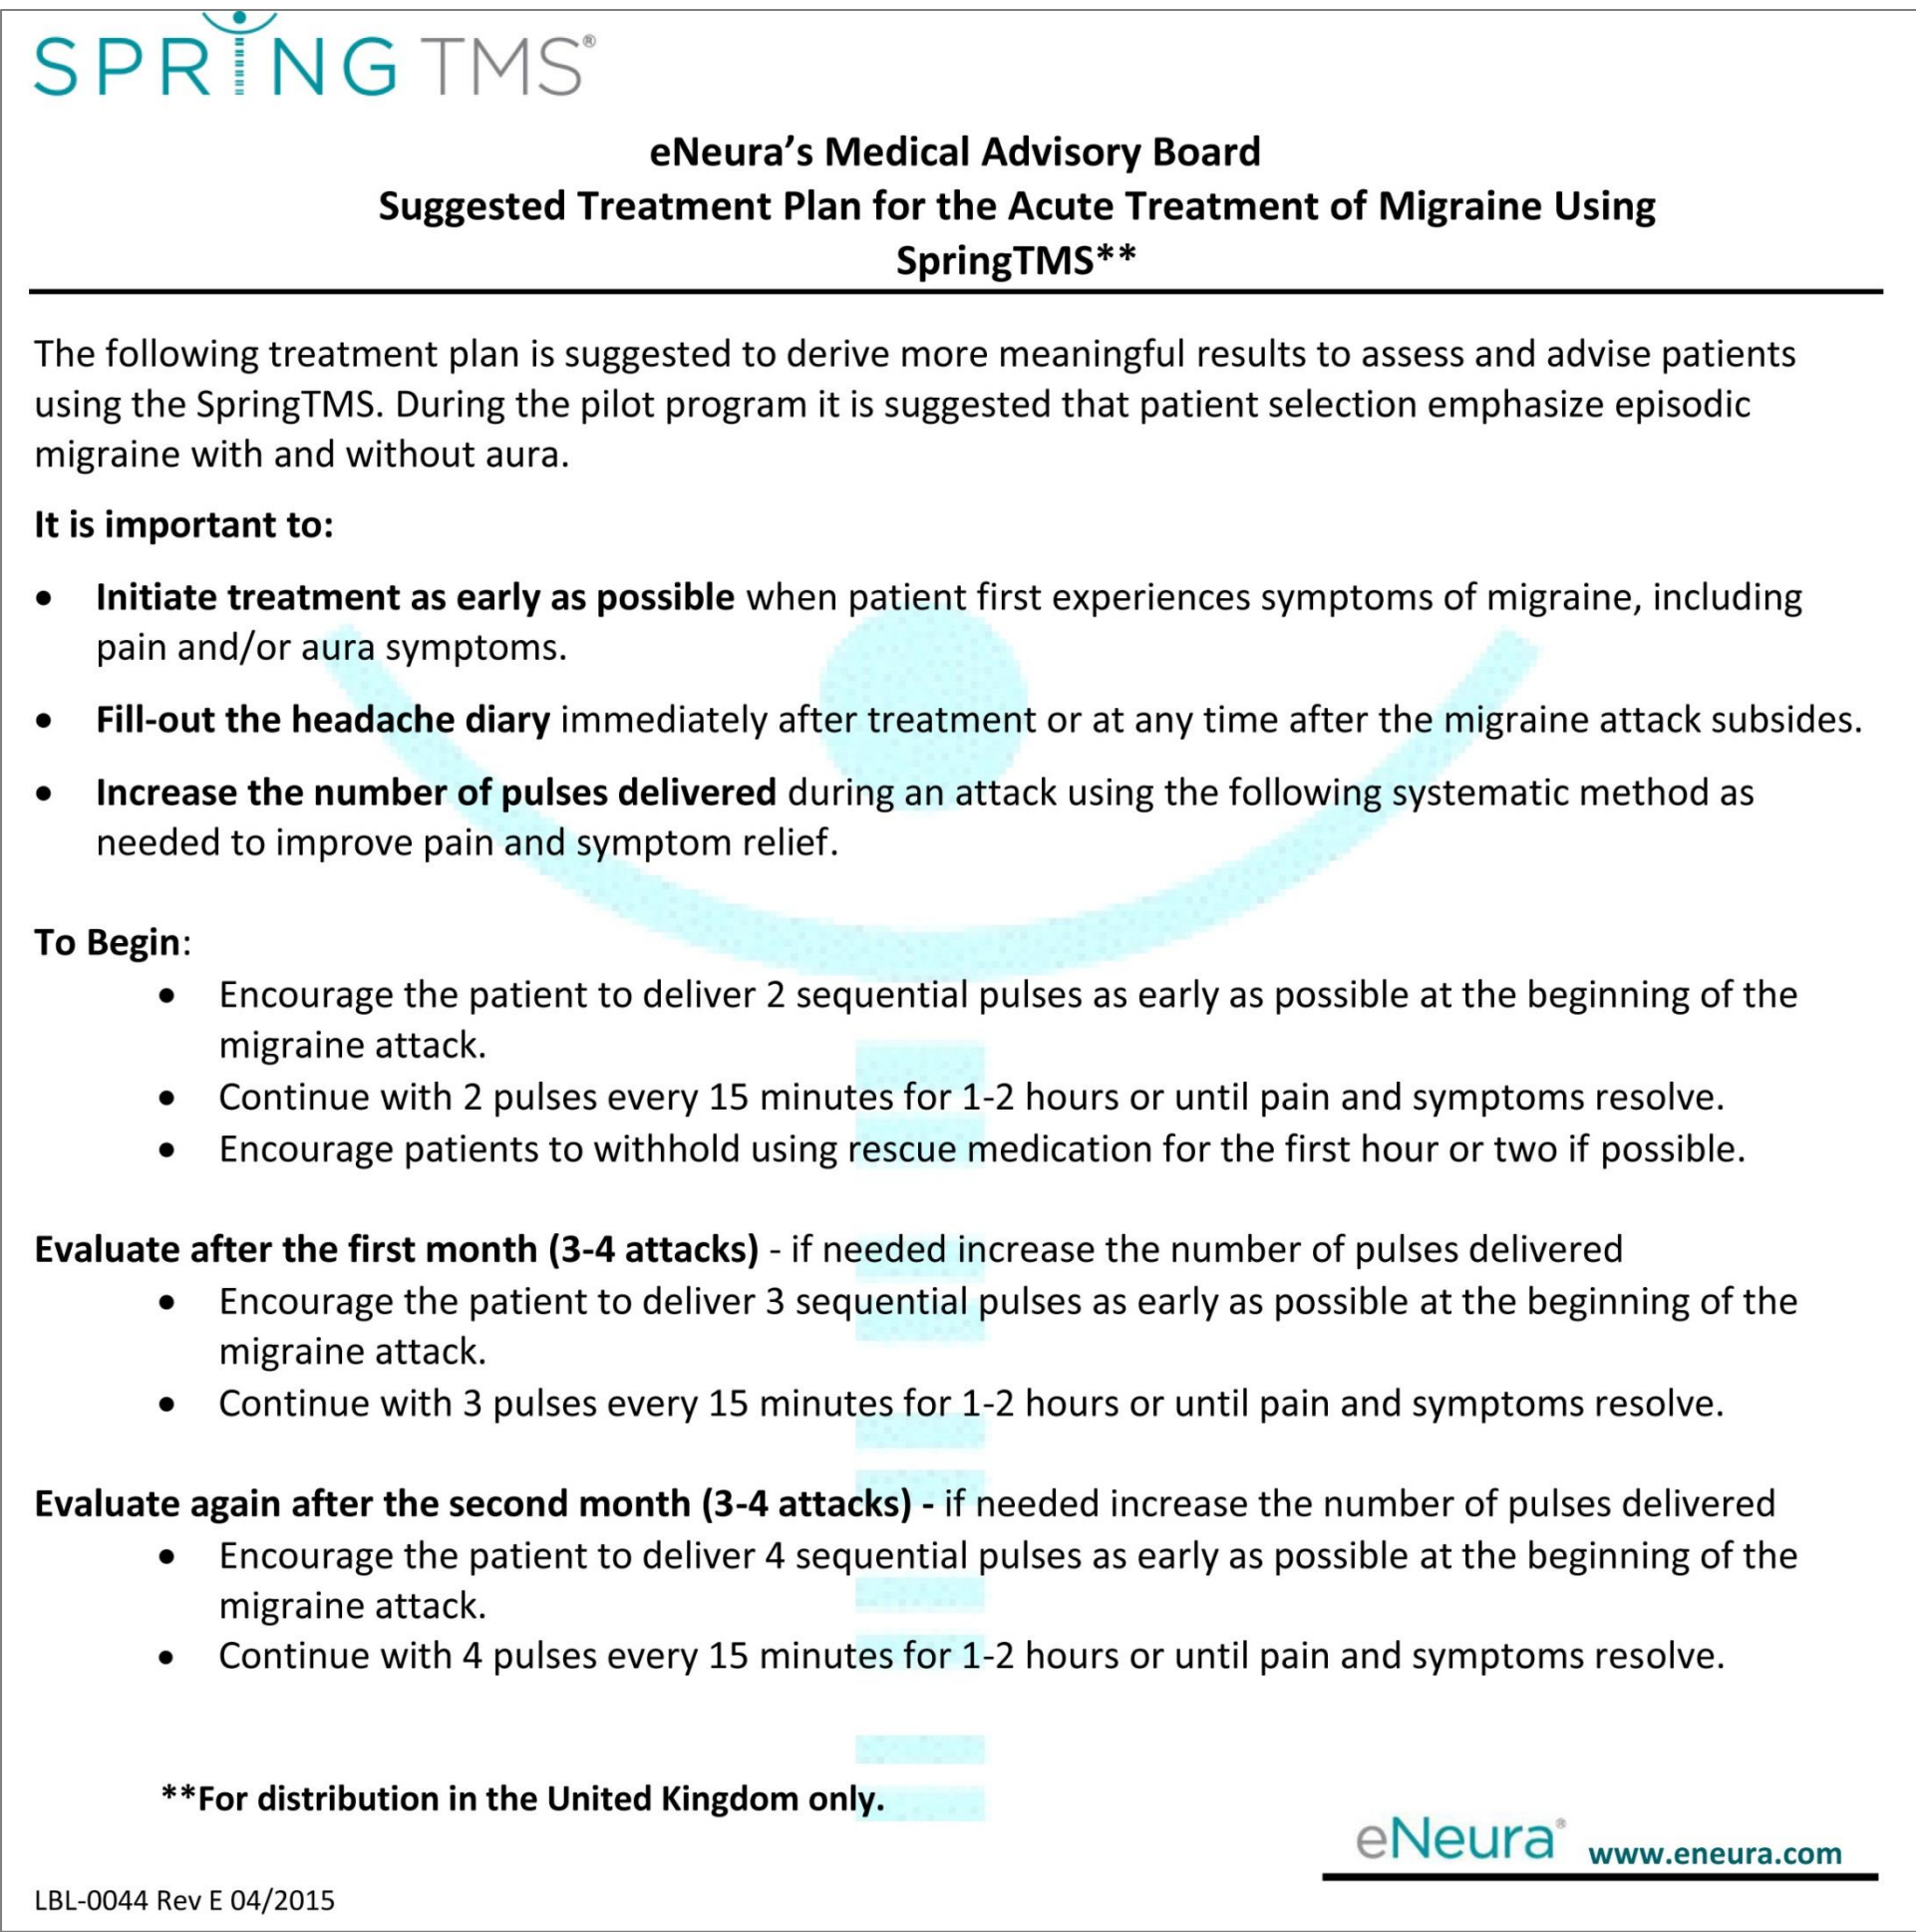 SPRING TMS®
eNeura’s Medical Advisory Board
Suggested Treatment Plan for the Acute Treatment of Migraine Using
SpringTMS**
The following treatment plan is suggested to derive more meaningful results to assess and advise patients
using the SpringTMS. During the pilot program it is suggested that patient selection emphasize episodic
migraine with and without aura.
It is important to:
• Initiate treatment as early as possible when patient first experiences symptoms of migraine, including
pain and/or aura symptoms.
• Fill-out the headache diary immediately after treatment or at any time after the migraine attack subsides.
• Increase the number of pulses delivered during an attack using the following systematic method as
needed to improve pain and symptom relief.
To Begin:
• Encourage the patient to deliver 2 sequential pulses as early as possible at the beginning of the
migraine attack.
• Continue with 2 pulses every 15 minutes for 1-2 hours or until pain and symptoms resolve.
• Encourage patients to withhold using rescue medication for the first hour or two if possible.
Evaluate after the first month (3-4 attacks) - if needed increase the number of pulses delivered
• Encourage the patient to deliver 3 sequential pulses as early as possible at the beginning of the
migraine attack.
• Continue with 3 pulses every 15 minutes for 1-2 hours or until pain and symptoms resolve.
Evaluate again after the second month (3-4 attacks) - if needed increase the number of pulses delivered
• Encourage the patient to deliver 4 sequential pulses as early as possible at the beginning of the
migraine attack.
• Continue with 4 pulses every 15 minutes for 1-2 hours or until pain and symptoms resolve.
**For distribution in the United Kingdom only.
eNeura® www.eneura.com
LBL-0044 Rev E 04/2015